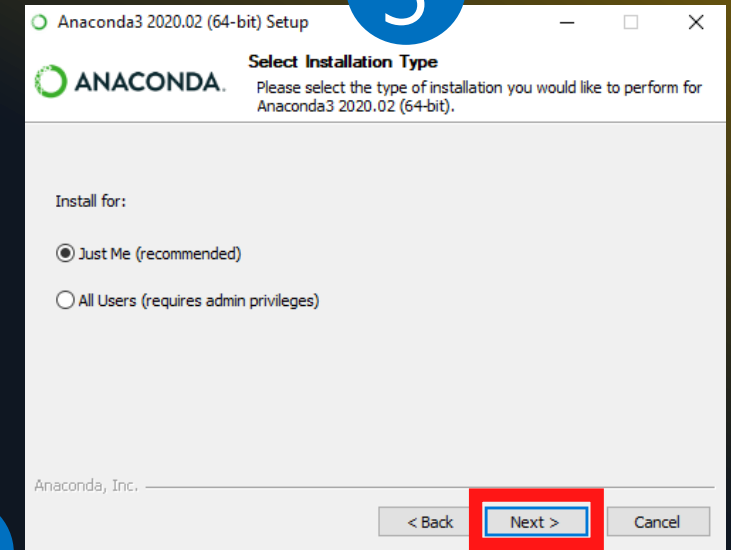 Anaconda3 2020.02 (64-bit) Setup
ANACONDA.
Select Installation Type
Please select the type of installation you would like to perform for
Anaconda3 2020.02 (64-bit).
Install for:
Just Me (recommended)
All Users (requires admin privileges)
Anaconda, Inc.
< Back
Next >
Cancel